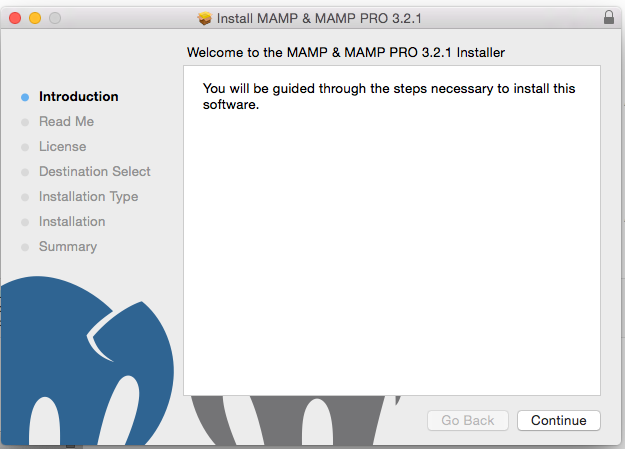 Install MAMP & MAMP PRO 3.2.1
Welcome to the MAMP & MAMP PRO 3.2.1 Installer
Introduction
Read Me
License
Destination Select
Installation Type
Installation
Summary
You will be guided through the steps necessary to install this
software.
Go Back
Continue